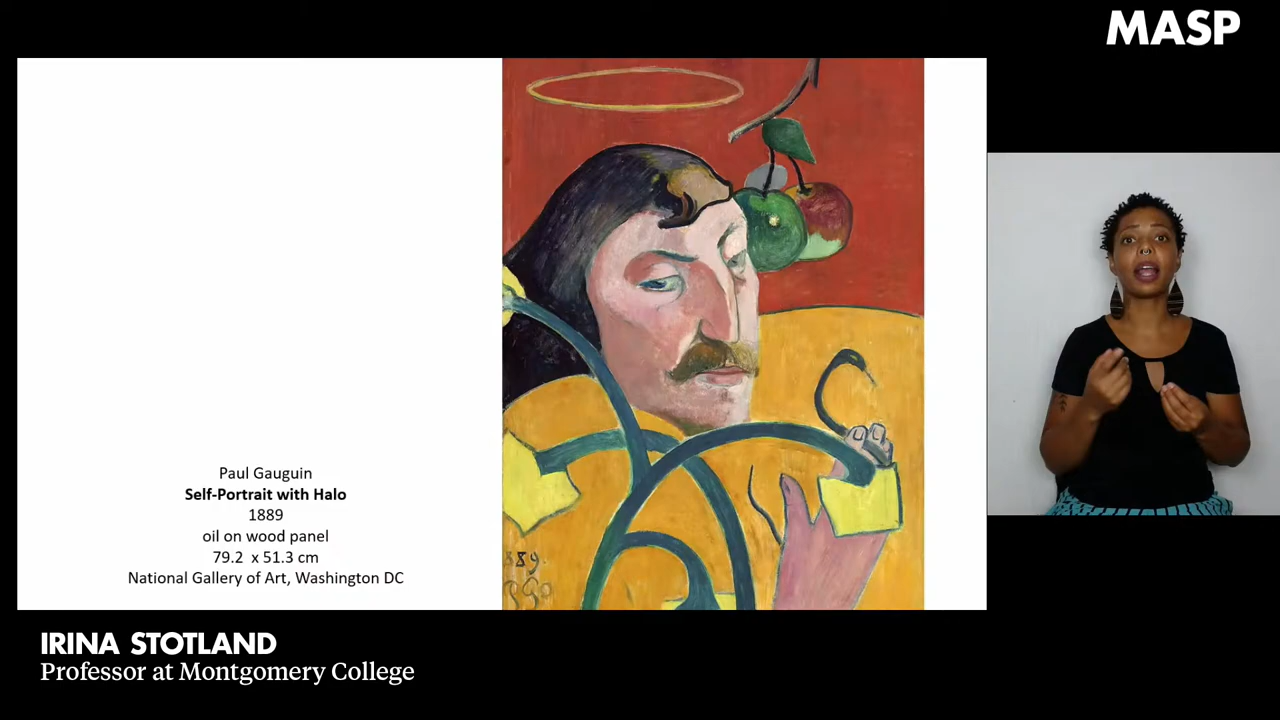 MASP
Paul Gauguin
Self-Portrait with Halo
1889
oil on wood panel
79.2 x 51.3 cm
National Gallery of Art, Washington DC
889.
IRINA STOTLAND
Professor at Montgomery College